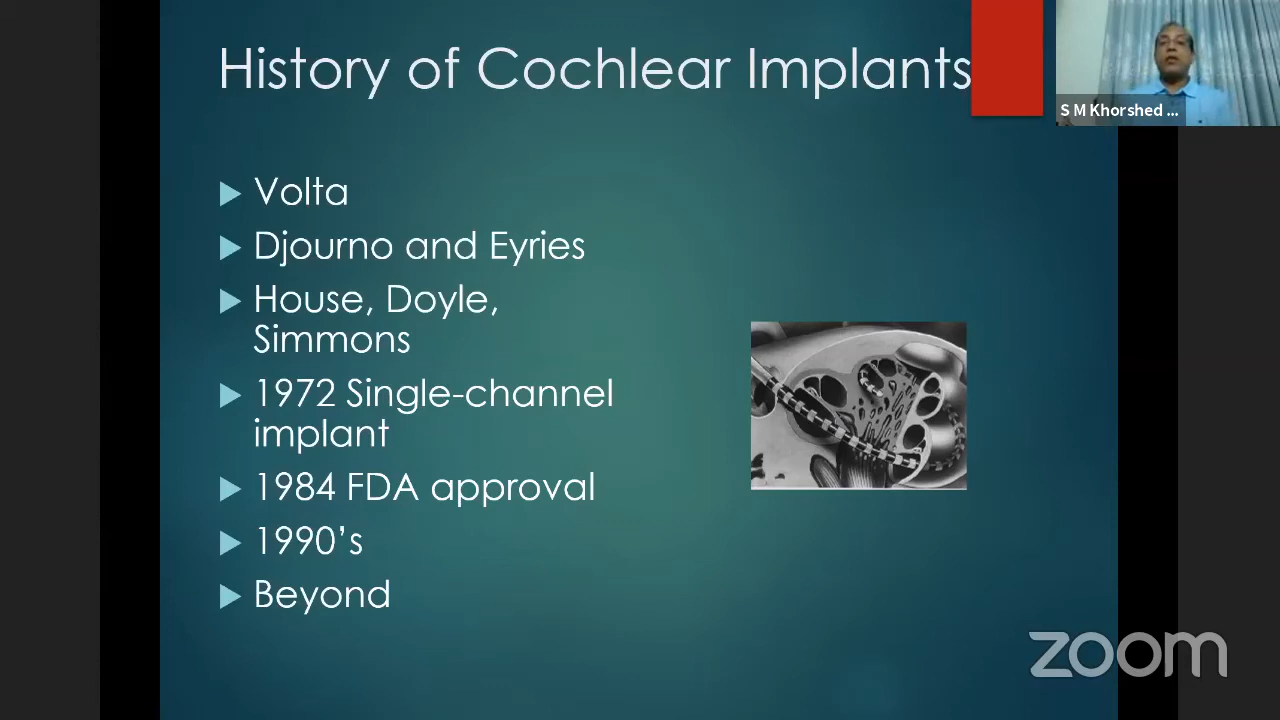 History of Cochlear Implants
S M Khorshed ...
Volta
Djourno and Eyries
House, Doyle,
Simmons
1972 Single-channel
implant
1984 FDA approval
1990’s
Beyond
zoom